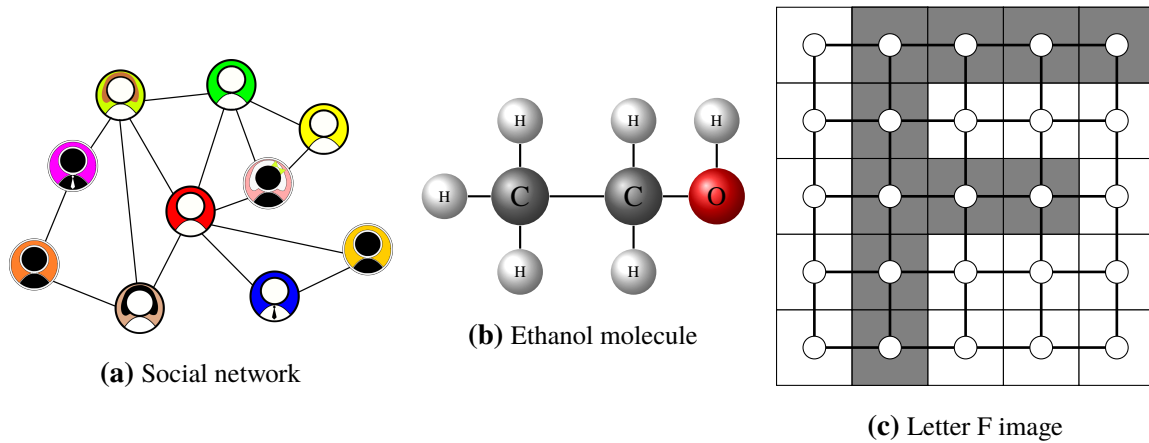 H H H
H C C O
H H
(a) Social network
(b) Ethanol molecule
(c) Letter F image